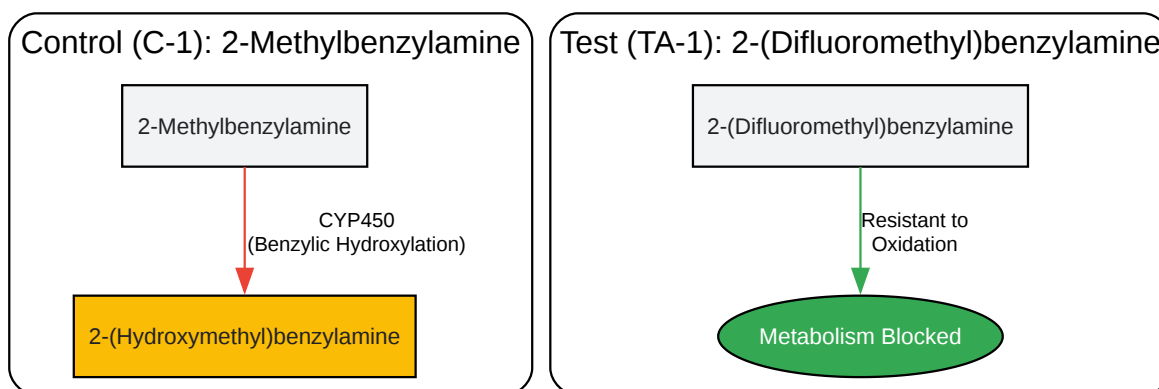 Control (C-1): 2-Methylbenzylamine
2-Methylbenzylamine
CYP450
(Benzylic Hydroxylation)
2-(Hydroxymethyl)benzylamine
Test (TA-1): 2-(Difluoromethyl)benzylamine
2-(Difluoromethyl)benzylamine
Resistant to
Oxidation
Metabolism Blocked